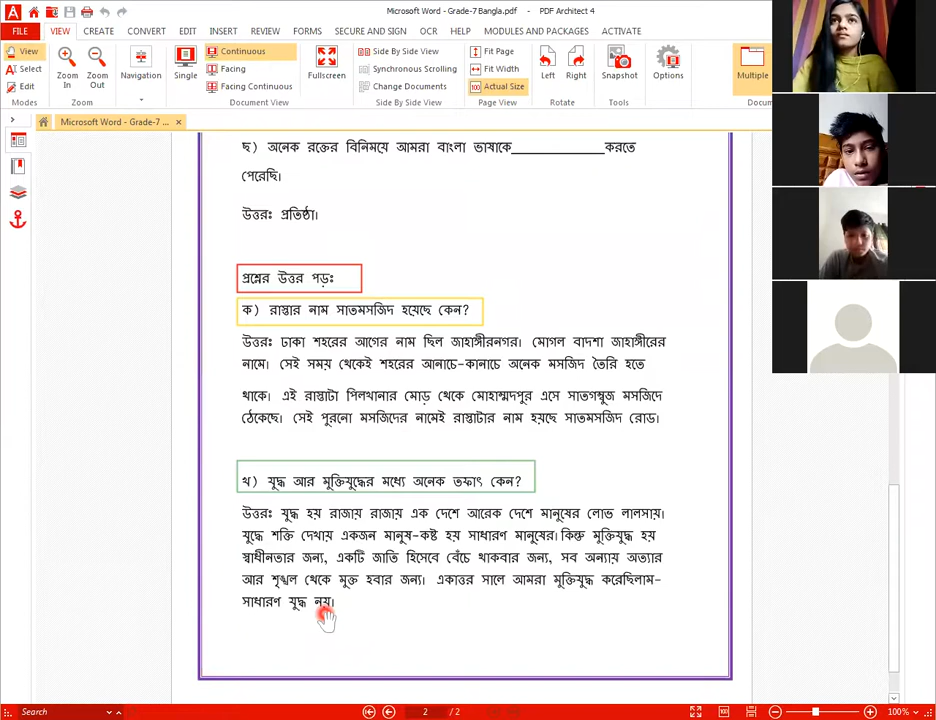 Microsoft Word - Grade-7 Bangla.pdf - PDF Architect 4
FILE VIEW CREATE CONVERT EDIT INSERT REVIEW FORMS SECURE AND SIGN OCR HELP MODULES AND PACKAGES ACTIVATE
View
Select
Edit
Modes
Zoom In
Zoom Out
Zoom
Navigation
Single
Continuous
Facing
Facing Continuous
Document View
Fullscreen
Side By Side View
Synchronous Scrolling
Change Documents
Side By Side View
Fit Page
Fit Width
Actual Size
Page View
Left
Right
Rotate
Snapshot
Tools
Options
Multiple
Docu
Microsoft Word - Grade-7 ...
ছ) অনেক রক্তের বিনিময়ে আমরা বাংলা ভাষাকে_____________করতে
পেরেছি।
উত্তরঃ প্রতিষ্ঠা।
প্রশ্নের উত্তর পড়ঃ
ক) রাস্তার নাম সাতমসজিদ হয়েছে কেন?
উত্তরঃ ঢাকা শহরের আগের নাম ছিল জাহাঙ্গীরনগর। মোগল বাদশা জাহাঙ্গীরের
নামে। সেই সময় থেকেই শহরের আনাচে-কানাচে অনেক মসজিদ তৈরি হতে
থাকে। এই রাস্তাটা পিলখানার মোড় থেকে মোহাম্মদপুর এসে সাতগম্বুজ মসজিদে
ঠেকেছে। সেই পুরনো মসজিদের নামেই রাস্তাটার নাম হয়ছে সাতমসজিদ রোড।
খ) যুদ্ধ আর মুক্তিযুদ্ধের মধ্যে অনেক তফাৎ কেন?
উত্তরঃ যুদ্ধ হয় রাজায় রাজায় এক দেশে আরেক দেশে মানুষের লোভ লালসায়।
যুদ্ধে শক্তি দেখায় একজন মানুষ-কষ্ট হয় সাধারণ মানুষের। কিন্তু মুক্তিযুদ্ধ হয়
স্বাধীনতার জন্য, একটি জাতি হিসেবে বেঁচে থাকবার জন্য, সব অন্যায় অত্যার
আর শৃঙ্খল থেকে মুক্ত হবার জন্য। একাত্তর সালে আমরা মুক্তিযুদ্ধ করেছিলাম-
সাধারণ যুদ্ধ নয়।
Search
2 / 2
100%